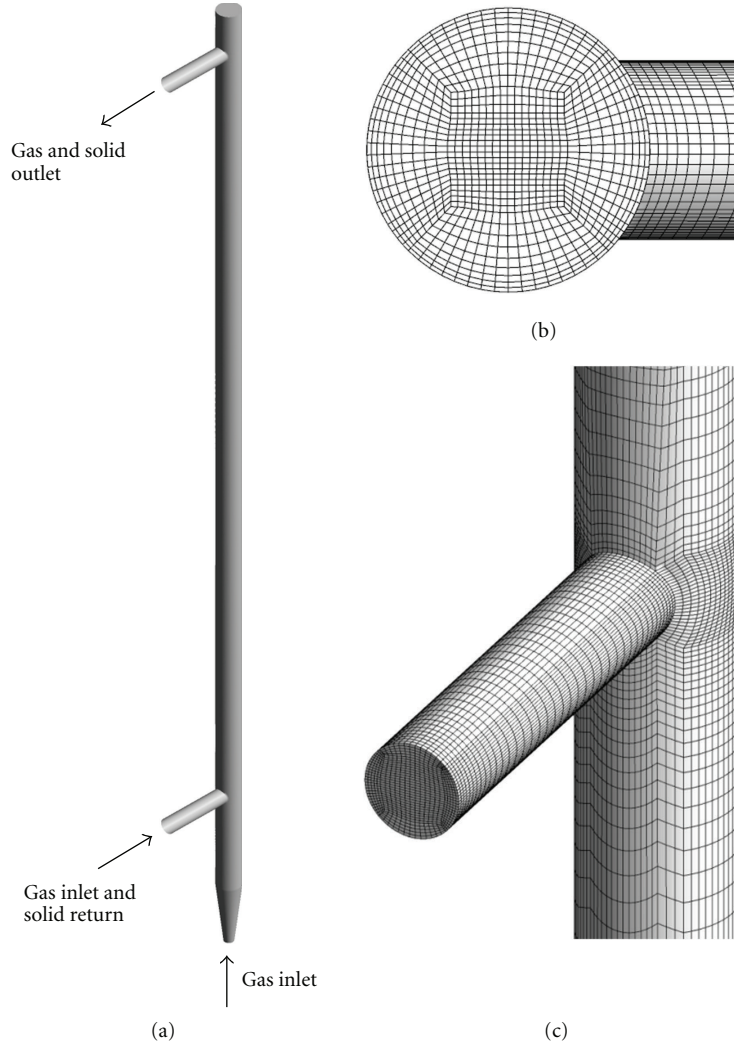 Gas and solid
outlet
(b)
Gas inlet and
solid return
Gas inlet
(a)
(c)